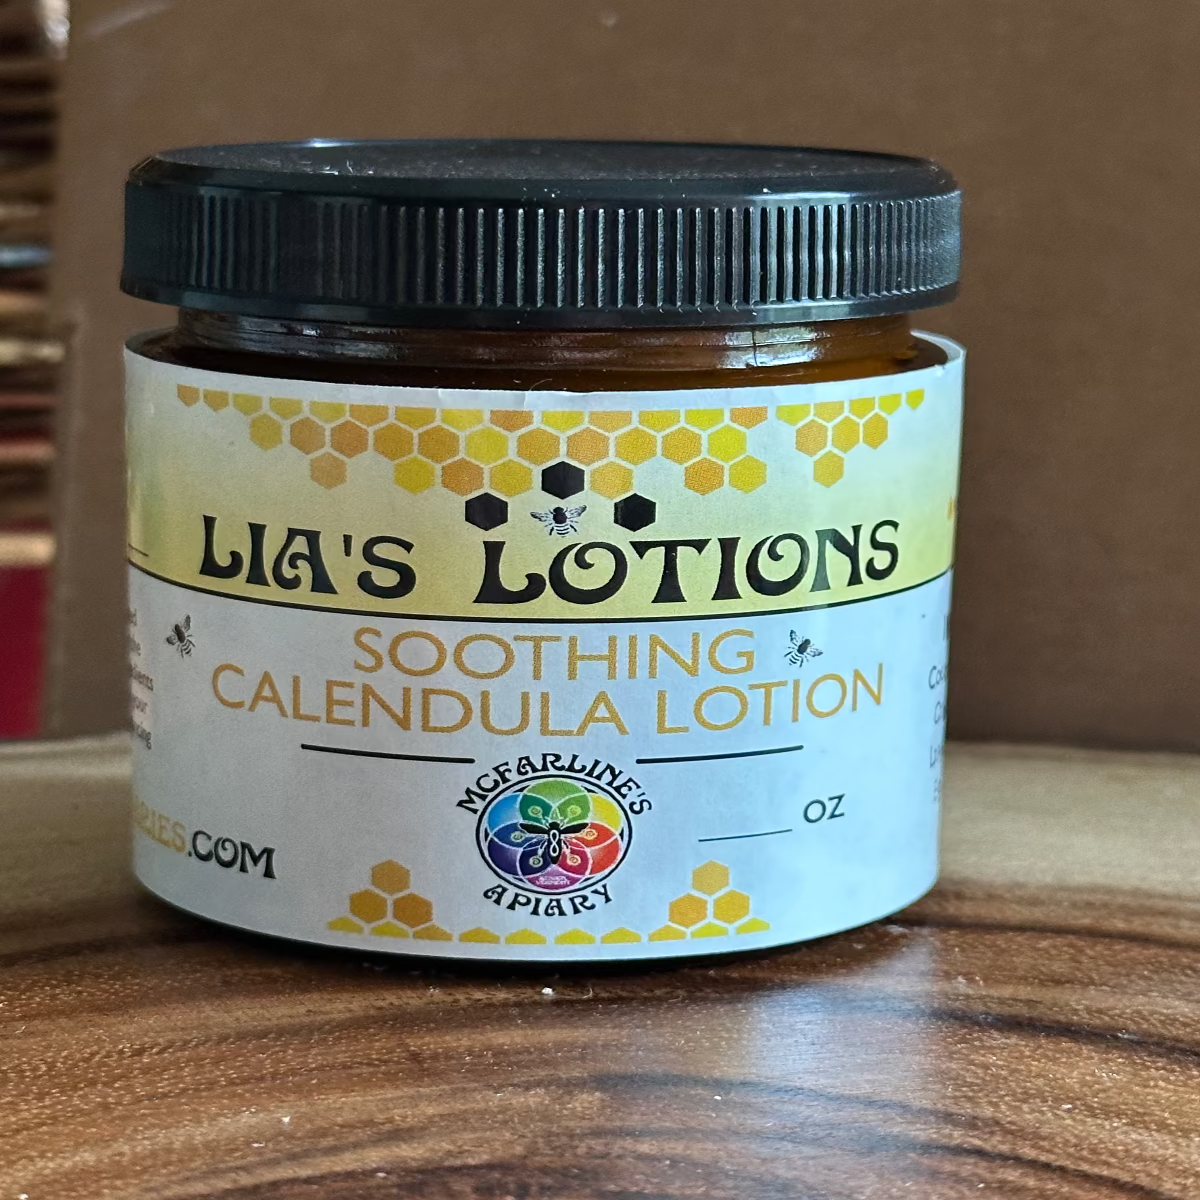 LIA'S LOTIONS
SOOTHING
CALENDULA LOTION
MCFARLINE'S
APIARY
OZ
.COM